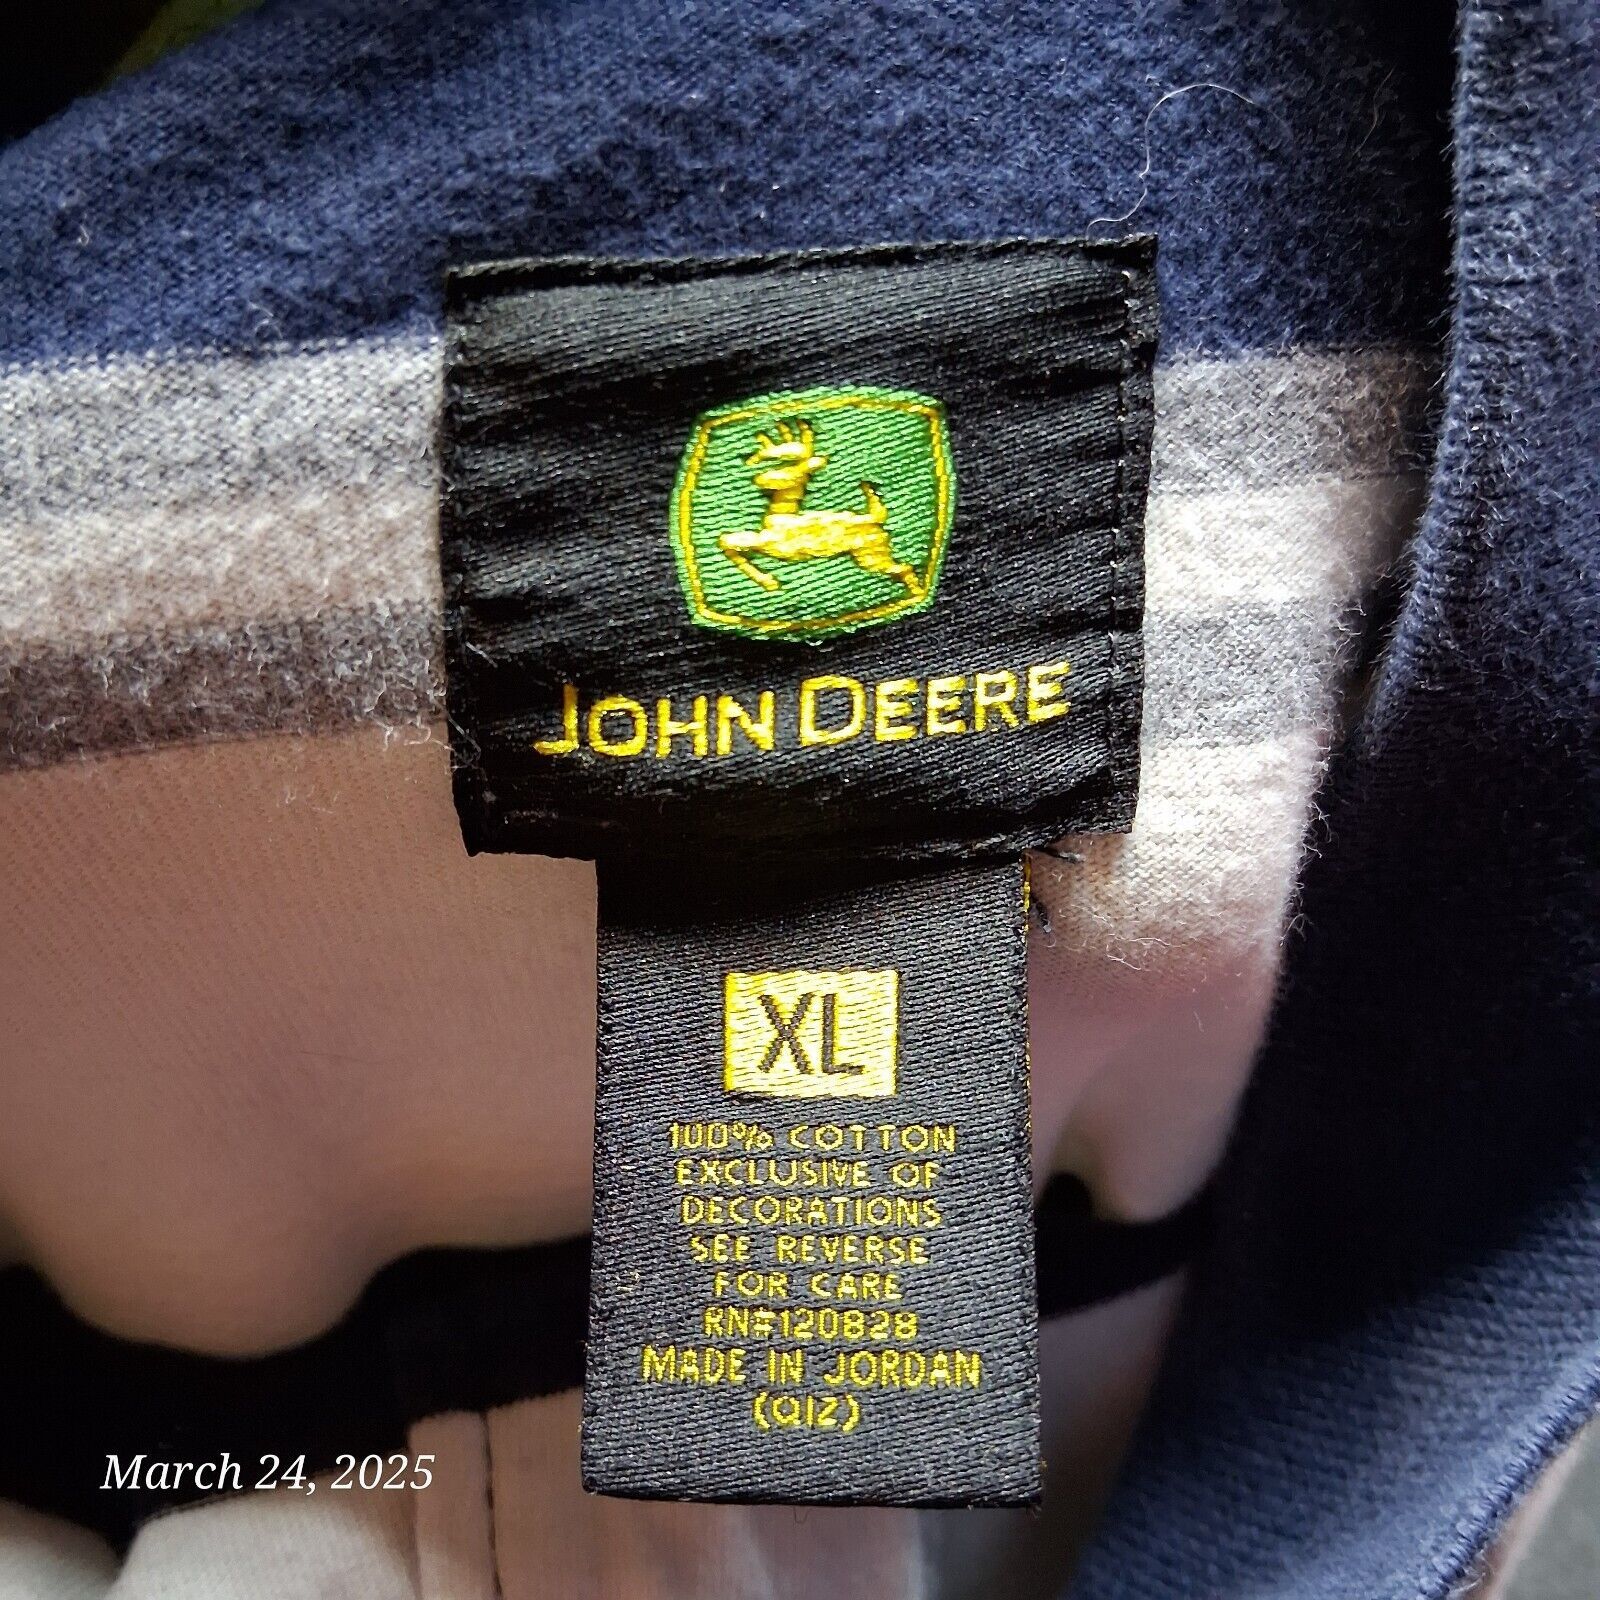 JOHN DEERE
XL
100% COTTON
EXCLUSIVE OF
DECORATIONS
SEE REVERSE
FOR CARE
RN#120828
MADE IN JORDAN
(QIZ)
March 24, 2025